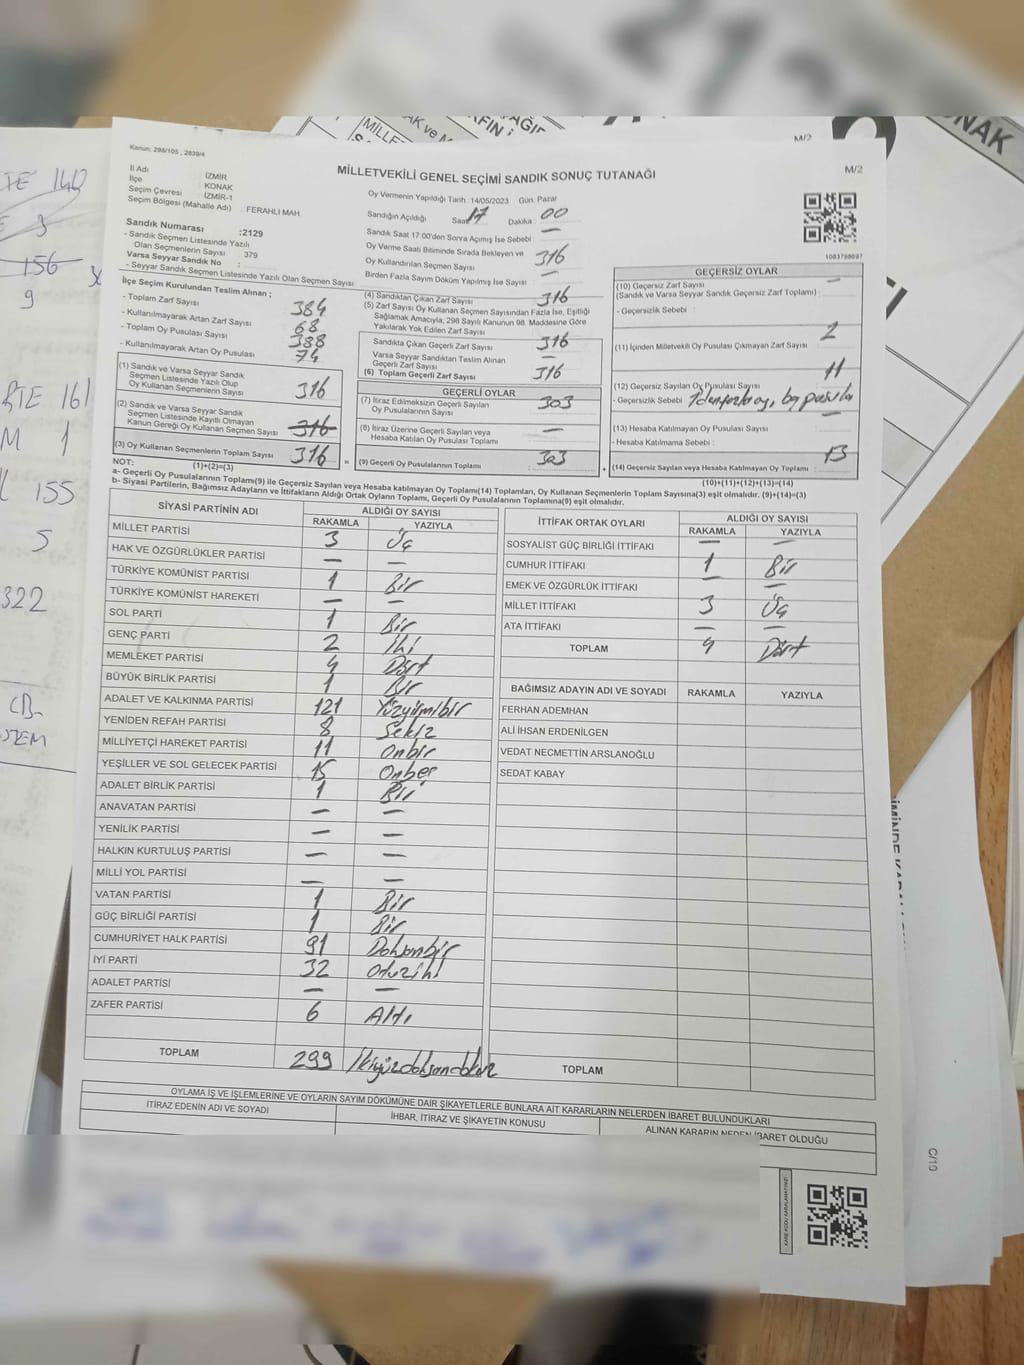 Kanun: 298/105 , 2839/4
M/2
M/2
MİLLETVEKİLİ GENEL SEÇİMİ SANDIK SONUÇ TUTANAĞI
İl Adı İZMİR
İlçe KONAK
Seçim Çevresi İZMİR-1
Seçim Bölgesi (Mahalle Adı) : FERAHLI MAH.
Sandık Numarası :2129
- Sandık Seçmen Listesinde Yazılı
Olan Seçmenlerin Sayısı : 379
Varsa Seyyar Sandık No :
- Seyyar Sandık Seçmen Listesinde Yazılı Olan Seçmen Sayısı
Oy Vermenin Yapıldığı Tarih :14/05/2023 Gün: Pazar
Sandığın Açıldığı Saat 17 Dakika : 00
Sandık Saat 17:00'den Sonra Açımış İse Sebebi : —
Oy Verme Saati Bitiminde Sırada Bekleyen ve
Oy Kullandırılan Seçmen Sayısı : 316
Birden Fazla Sayım Döküm Yapılmış İse Sayısı : —
1083798097
İlçe Seçim Kurulundan Teslim Alınan ;
- Toplam Zarf Sayısı 384
- Kullanılmayarak Artan Zarf Sayısı 68
- Toplam Oy Pusulası Sayısı 388
- Kullanılmayarak Artan Oy Pusulası 74
(1) Sandık ve Varsa Seyyar Sandık
Seçmen Listesinde Yazılı Olup
Oy Kullanan Seçmenlerin Sayısı 316
(2) Sandık ve Varsa Seyyar Sandık
Seçmen Listesinde Kayıtlı Olmayan
Kanun Gereği Oy Kullanan Seçmen Sayısı 316
(3) Oy Kullanan Seçmenlerin Toplam Sayısı 316
(4) Sandıktan Çıkan Zarf Sayısı 316
(5) Zarf Sayısı Oy Kullanan Seçmen Sayısından Fazla İse, Eşitliği
Sağlamak Amacıyla, 298 Sayılı Kanunun 98. Maddesine Göre
Yakılarak Yok Edilen Zarf Sayısı
Sandıkta Çıkan Geçerli Zarf Sayısı 316
Varsa Seyyar Sandıktan Teslim Alınan
Geçerli Zarf Sayısı —
(6) Toplam Geçerli Zarf Sayısı 316
GEÇERLİ OYLAR
(7) İtiraz Edilmeksizin Geçerli Sayılan
Oy Pusulalarının Sayısı 303
(8) İtiraz Üzerine Geçerli Sayılan veya
Hesaba Katılan Oy Pusulası Toplamı —
= (9) Geçerli Oy Pusulalarının Toplamı 303
GEÇERSİZ OYLAR
(10) Geçersiz Zarf Sayısı —
(Sandık ve Varsa Seyyar Sandık Geçersiz Zarf Toplamı)
- Geçersizlik Sebebi :
(11) İçinden Milletvekili Oy Pusulası Çıkmayan Zarf Sayısı 2
(12) Geçersiz Sayılan Oy Pusulası Sayısı 11
- Geçersizlik Sebebi
(13) Hesaba Katılmayan Oy Pusulası Sayısı —
- Hesaba Katılmama Sebebi :
+ (14) Geçersiz Sayılan veya Hesaba Katılmayan Oy Toplamı 13
NOT: (1)+(2)=(3)
(10)+(11)+(12)+(13)=(14)
a- Geçerli Oy Pusulalarının Toplamı(9) ile Geçersiz Sayılan veya Hesaba katılmayan Oy Toplamı(14) Toplamları, Oy Kullanan Seçmenlerin Toplam Sayısına(3) eşit olmalıdır. (9)+(14)=(3)
b- Siyasi Partilerin, Bağımsız Adayların ve İttifakların Aldığı Ortak Oyların Toplamı, Geçerli Oy Pusulalarının Toplamına(9) eşit olmalıdır.
SİYASİ PARTİNİN ADI ALDIĞI OY SAYISI
RAKAMLA YAZIYLA
MİLLET PARTİSİ 3 Üç
HAK VE ÖZGÜRLÜKLER PARTİSİ — —
TÜRKİYE KOMÜNİST PARTİSİ 1 Bir
TÜRKİYE KOMÜNİST HAREKETİ — —
SOL PARTİ 1 Bir
GENÇ PARTİ 2 İki
MEMLEKET PARTİSİ 4 Dört
BÜYÜK BİRLİK PARTİSİ 1 Bir
ADALET VE KALKINMA PARTİSİ 121 Yüzyirmibir
YENİDEN REFAH PARTİSİ 8 Sekiz
MİLLİYETÇİ HAREKET PARTİSİ 11 Onbir
YEŞİLLER VE SOL GELECEK PARTİSİ 15 Onbeş
ADALET BİRLİK PARTİSİ 1 Bir
ANAVATAN PARTİSİ — —
YENİLİK PARTİSİ — —
HALKIN KURTULUŞ PARTİSİ — —
MİLLİ YOL PARTİSİ — —
VATAN PARTİSİ 1 Bir
GÜÇ BİRLİĞİ PARTİSİ 1 Bir
CUMHURİYET HALK PARTİSİ 91 Doksanbir
İYİ PARTİ 32 Otuziki
ADALET PARTİSİ — —
ZAFER PARTİSİ 6 Altı
TOPLAM 299 İkiyüzdoksandokuz
İTTİFAK ORTAK OYLARI ALDIĞI OY SAYISI
RAKAMLA YAZIYLA
SOSYALİST GÜÇ BİRLİĞİ İTTİFAKI — —
CUMHUR İTTİFAKI 1 Bir
EMEK VE ÖZGÜRLÜK İTTİFAKI — —
MİLLET İTTİFAKI 3 Üç
ATA İTTİFAKI — —
TOPLAM 4 Dört
BAĞIMSIZ ADAYIN ADI VE SOYADI RAKAMLA YAZIYLA
FERHAN ADEMHAN
ALİ İHSAN ERDENİLGEN
VEDAT NECMETTİN ARSLANOĞLU
SEDAT KABAY
TOPLAM
OYLAMA İŞ VE İŞLEMLERİNE VE OYLARIN SAYIM DÖKÜMÜNE DAİR ŞİKAYETLERLE BUNLARA AİT KARARLARIN NELERDEN İBARET BULUNDUKLARI
İTİRAZ EDENİN ADI VE SOYADI İHBAR, İTİRAZ VE ŞİKAYETİN KONUSU ALINAN KARARIN NEDEN İBARET OLDUĞU
KARE KODU KARALAMAYINIZ!
C/10
156
9
RTE 161
M 1
155
5
322
CB-
NAK